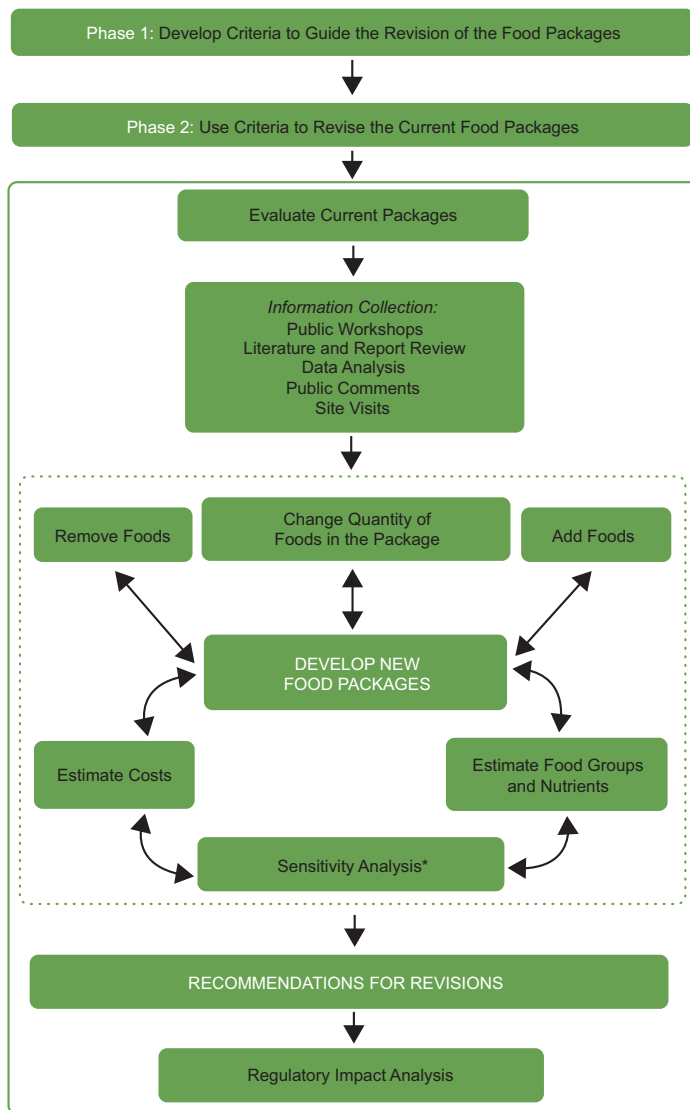 Phase 1: Develop Criteria to Guide the Revision of the Food Packages
Phase 2: Use Criteria to Revise the Current Food Packages
Evaluate Current Packages
Information Collection:
Public Workshops
Literature and Report Review
Data Analysis
Public Comments
Site Visits
Remove Foods
Change Quantity of
Foods in the Package
Add Foods
DEVELOP NEW
FOOD PACKAGES
Estimate Costs
Estimate Food Groups
and Nutrients
Sensitivity Analysis*
RECOMMENDATIONS FOR REVISIONS
Regulatory Impact Analysis